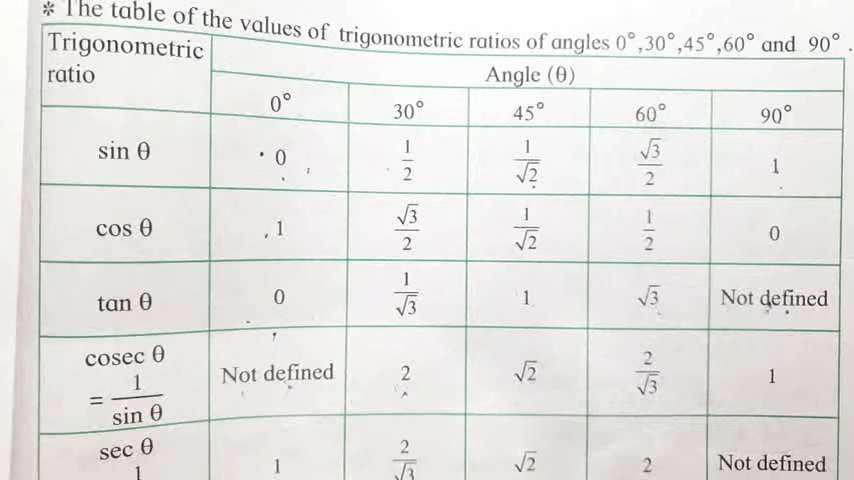 * The table of the values of trigonometric ratios of angles 0°,30°,45°,60° and 90° .
Trigonometric ratio
Angle (θ)
0° 30° 45° 60° 90°
sin θ 0 1/2 1/√2 √3/2 1
cos θ 1 √3/2 1/√2 1/2 0
tan θ 0 1/√3 1 √3 Not defined
cosec θ = 1/sin θ Not defined 2 √2 2/√3 1
sec θ 1 1 2/√3 √2 2 Not defined